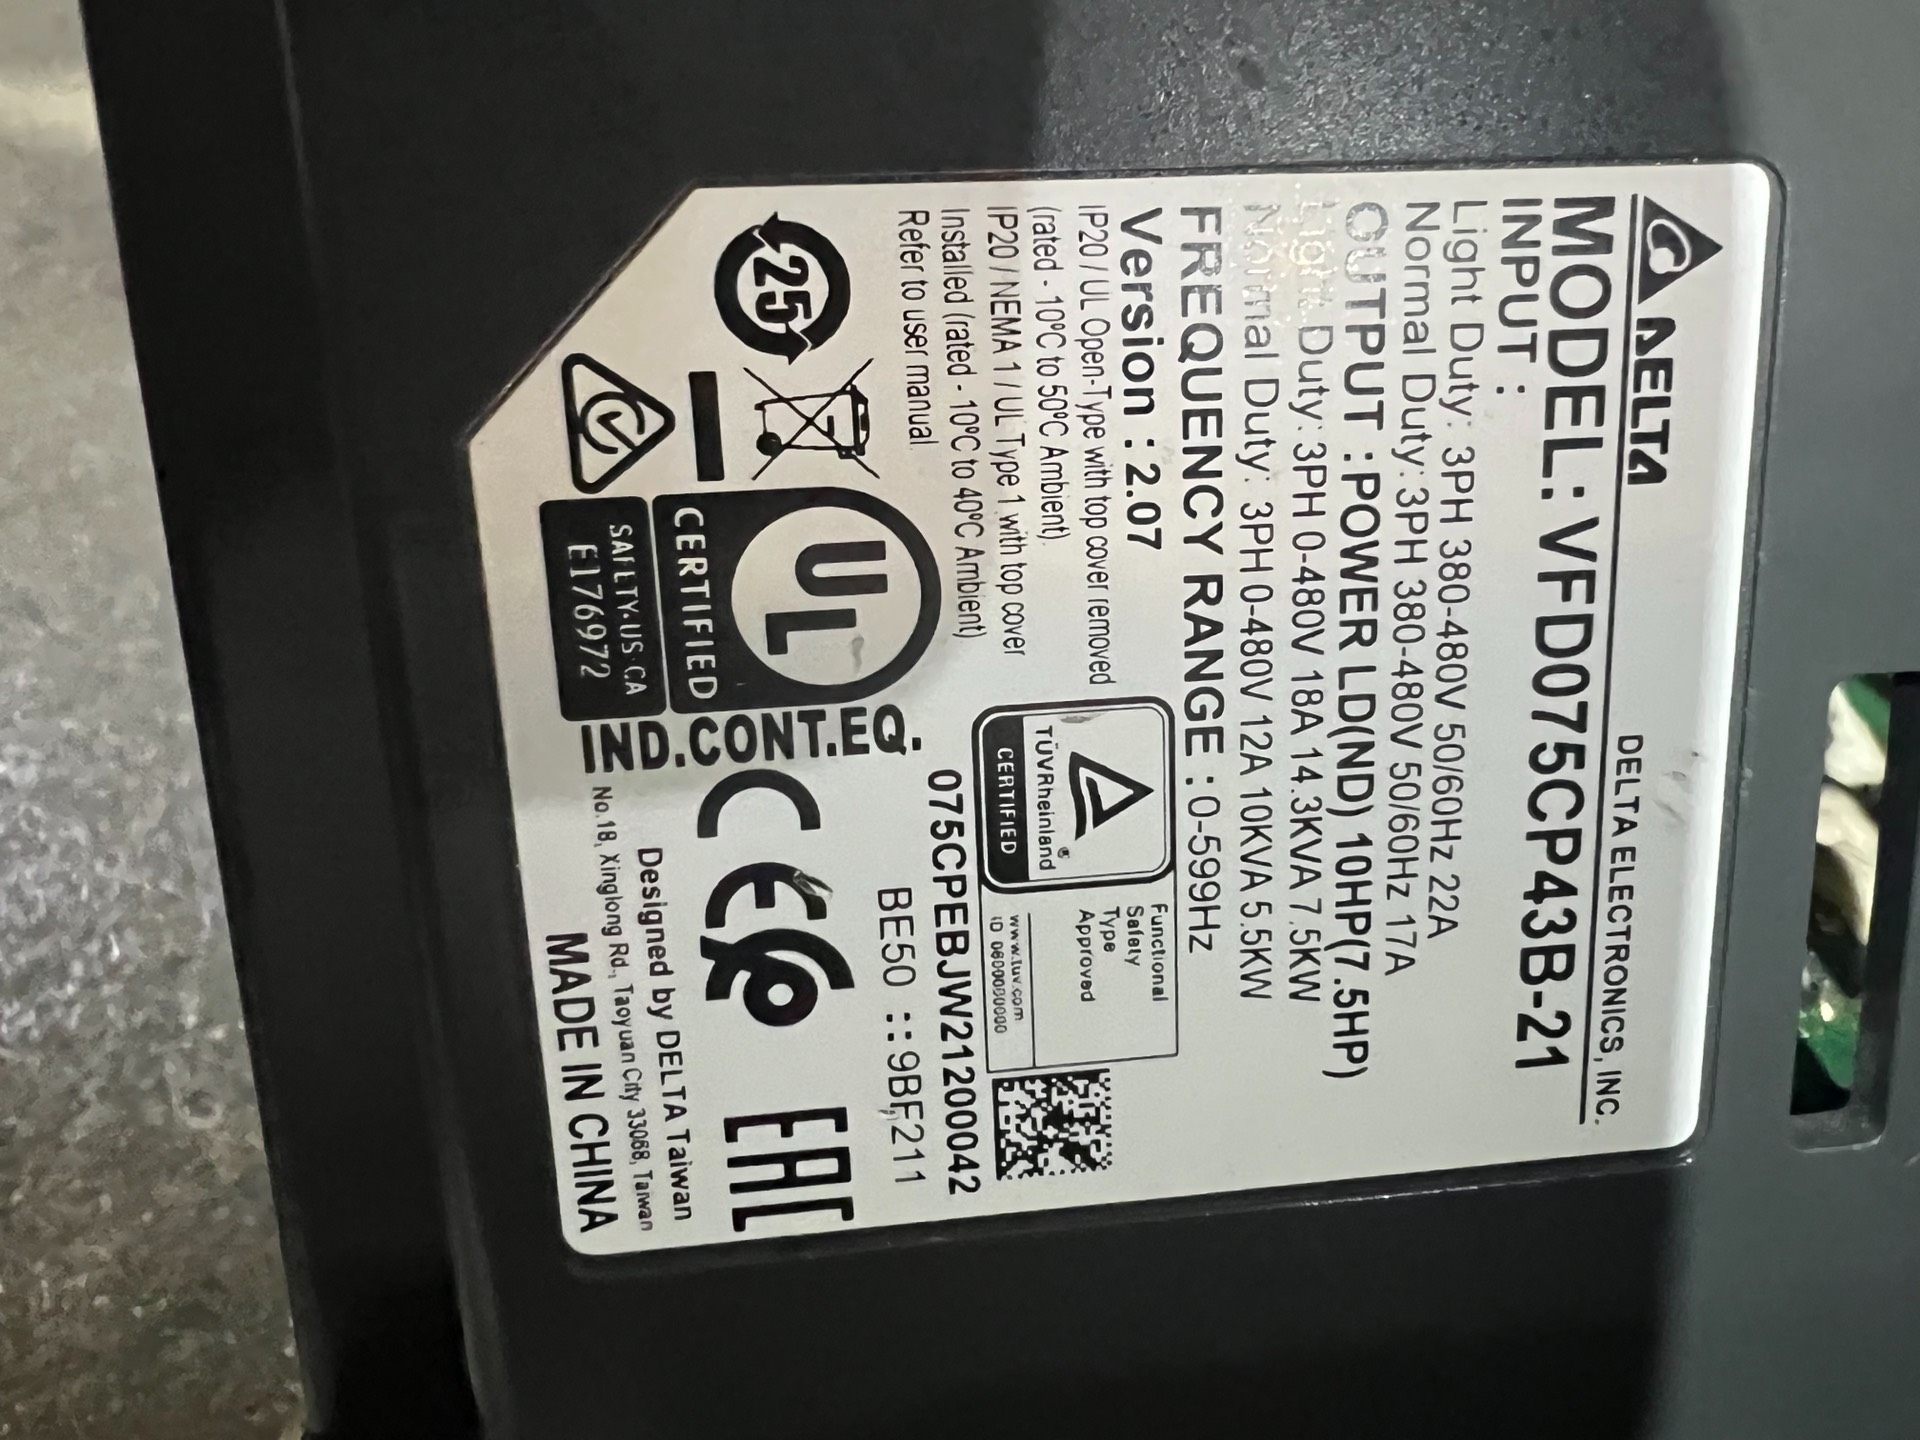 DELTA
DELTA ELECTRONICS, INC.
MODEL: VFD075CP43B-21
INPUT :
Light Duty: 3PH 380-480V 50/60Hz 22A
Normal Duty: 3PH 380-480V 50/60Hz 17A
OUTPUT : POWER LD(ND) 10HP(7.5HP)
Light Duty: 3PH 0-480V 18A 14.3KVA 7.5KW
Normal Duty: 3PH 0-480V 12A 10KVA 5.5KW
FREQUENCY RANGE : 0-599Hz
Version : 2.07
IP20 / UL Open-Type with top cover removed
(rated - 10°C to 50°C Ambient).
IP20 / NEMA 1 / UL Type 1 with top cover
Installed (rated - 10°C to 40°C Ambient)
Refer to user manual.
TÜVRheinland®
CERTIFIED
Functional
Safety
Type
Approved
www.tuv.com
ID 0600000000
25
UL
CERTIFIED
SAFETY·US·CA
E176972
IND.CONT.EQ.
075CPEBJW21200042
BE50 :: 9BF211
CE
EAC
Designed by DELTA Taiwan
No.18, Xinglong Rd., Taoyuan City 33068, Taiwan
MADE IN CHINA